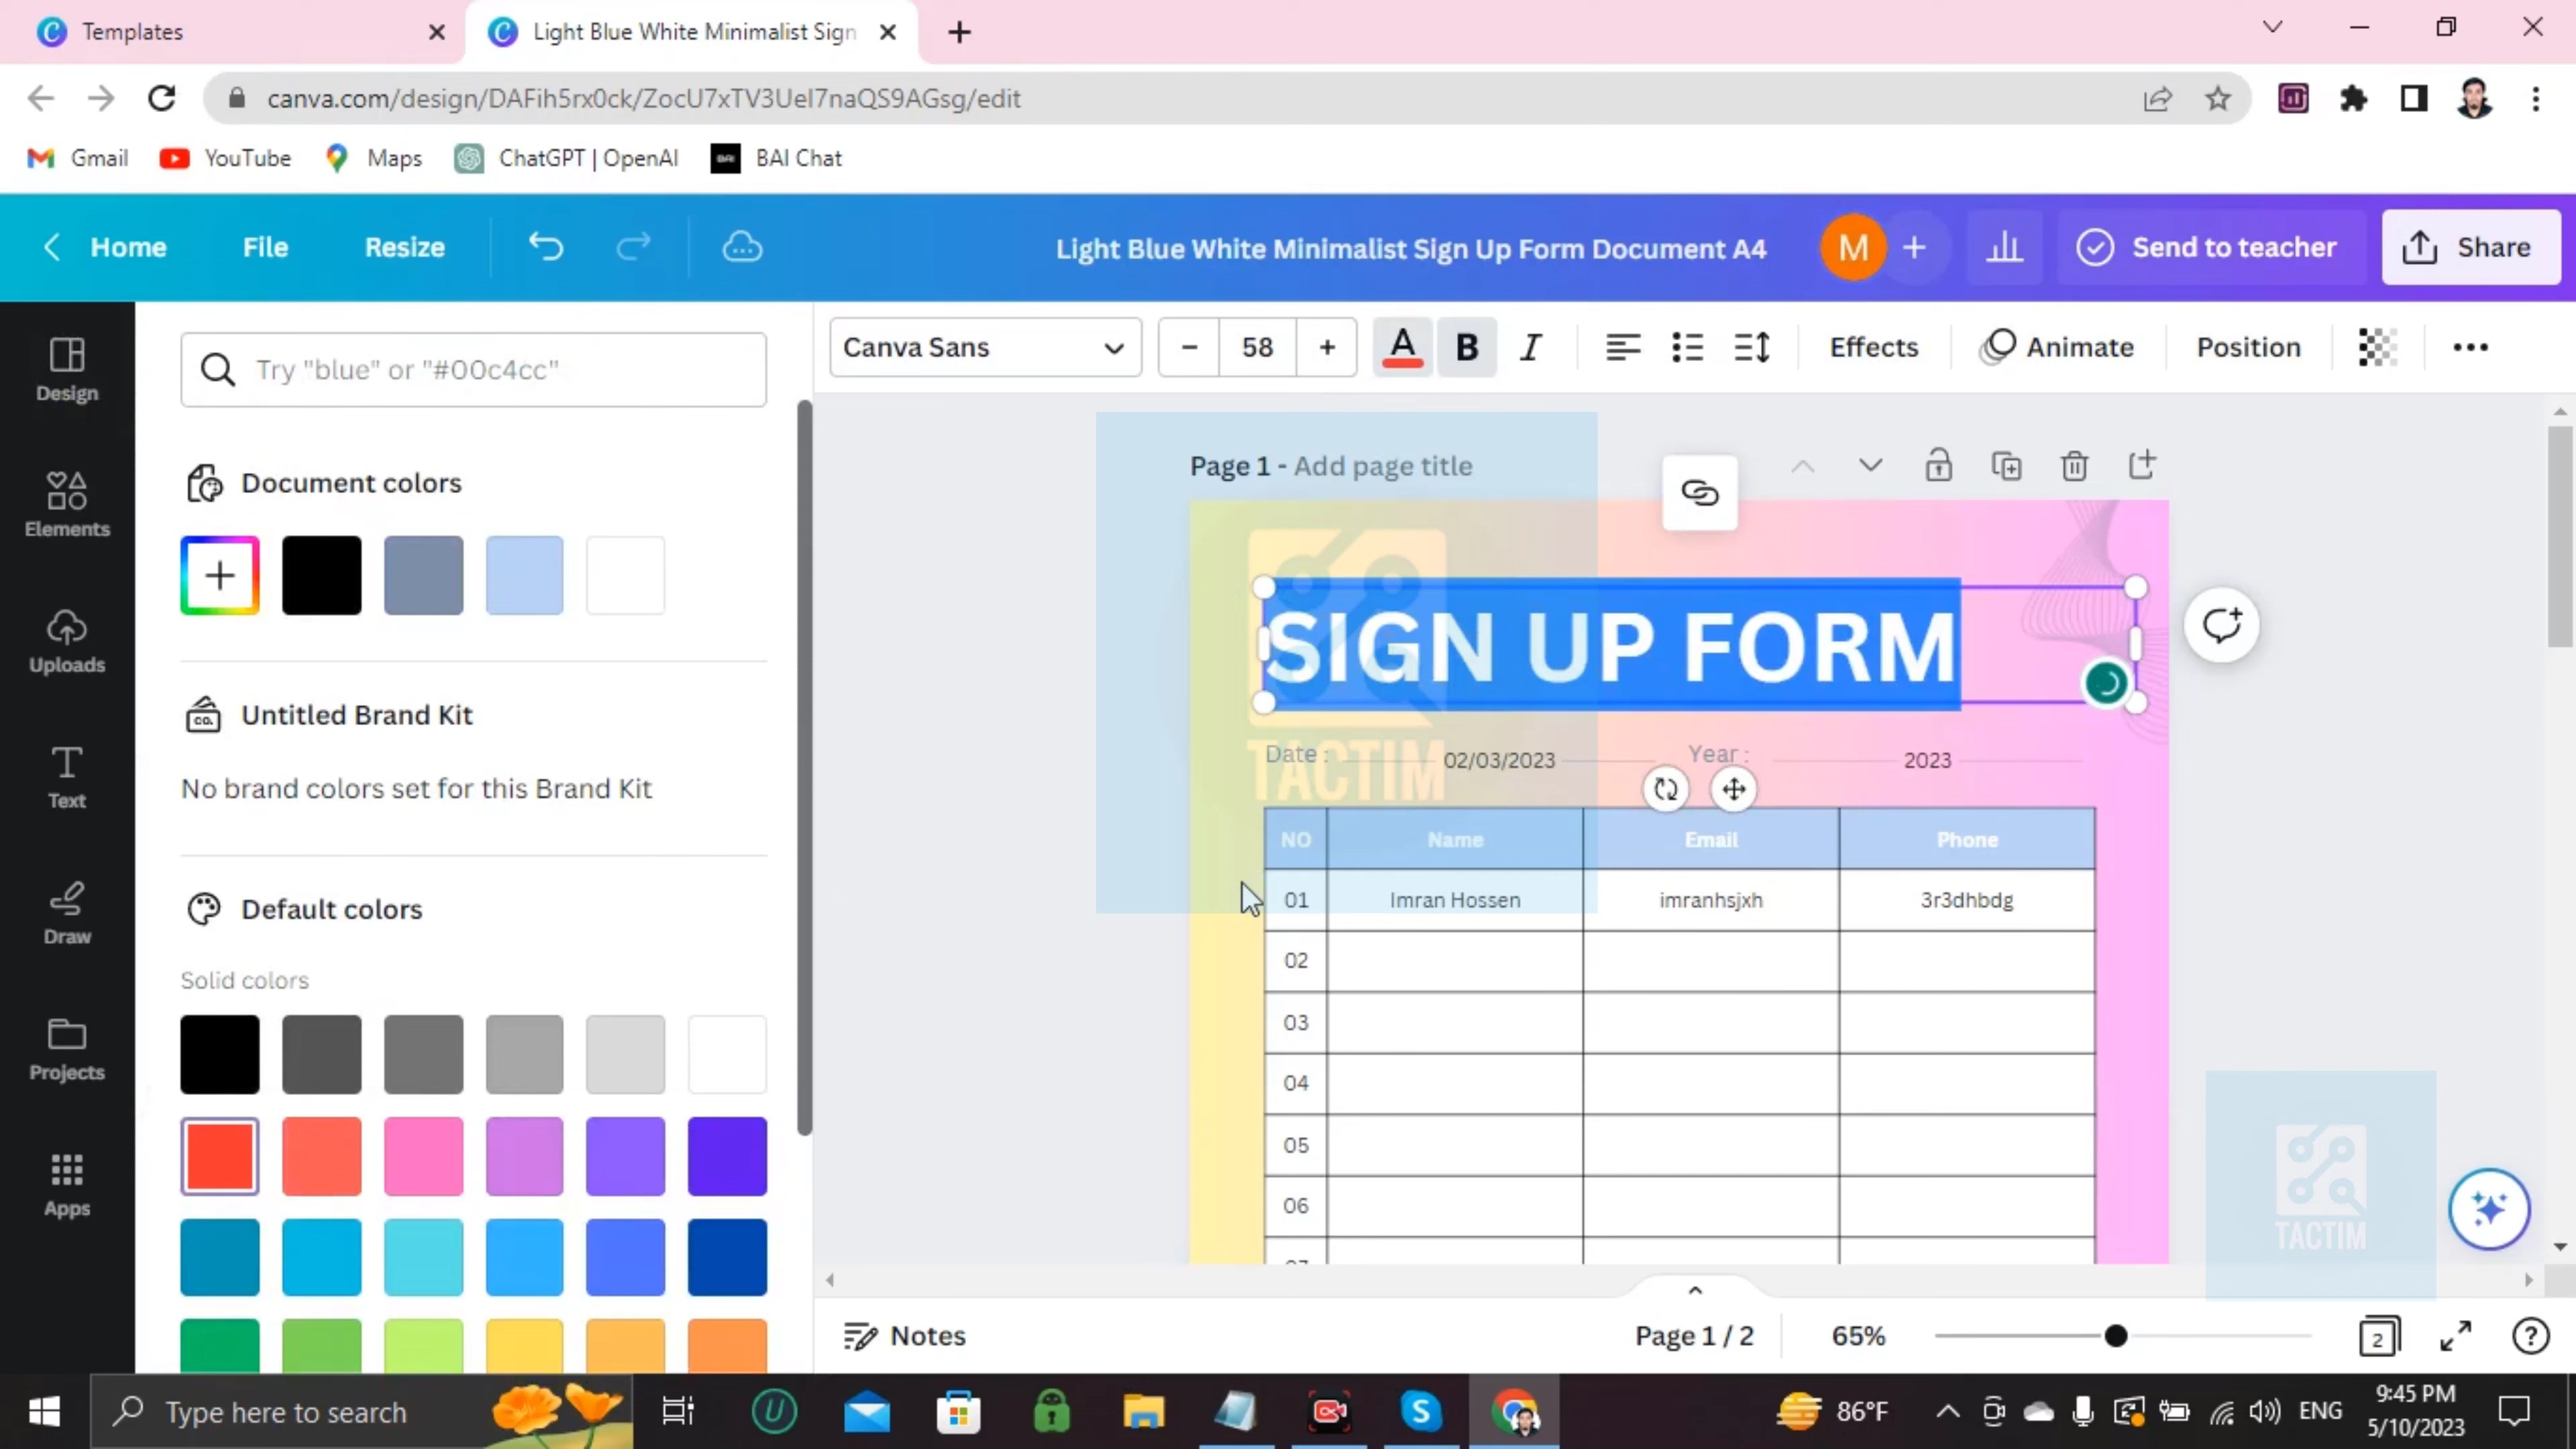 Templates
Light Blue White Minimalist Sign
canva.com/design/DAFih5rx0ck/ZocU7xTV3UeI7naQS9AGsg/edit
Gmail YouTube Maps ChatGPT | OpenAI BAI Chat
Home File Resize Light Blue White Minimalist Sign Up Form Document A4 M Send to teacher Share
Design
Elements
Uploads
Text
Draw
Projects
Apps
Try "blue" or "#00c4cc"
Document colors
Untitled Brand Kit
CO.
No brand colors set for this Brand Kit
Default colors
Solid colors
Canva Sans 58 A B I Effects Animate Position
Page 1 - Add page title
SIGN UP FORM
Date : 02/03/2023 Year : 2023
TACTIM
NO Name Email Phone
01 Imran Hossen imranhsjxh 3r3dhbdg
02
03
04
05
06
TACTIM
Notes Page 1 / 2 65% 2
Type here to search 86°F ENG 9:45 PM
5/10/2023